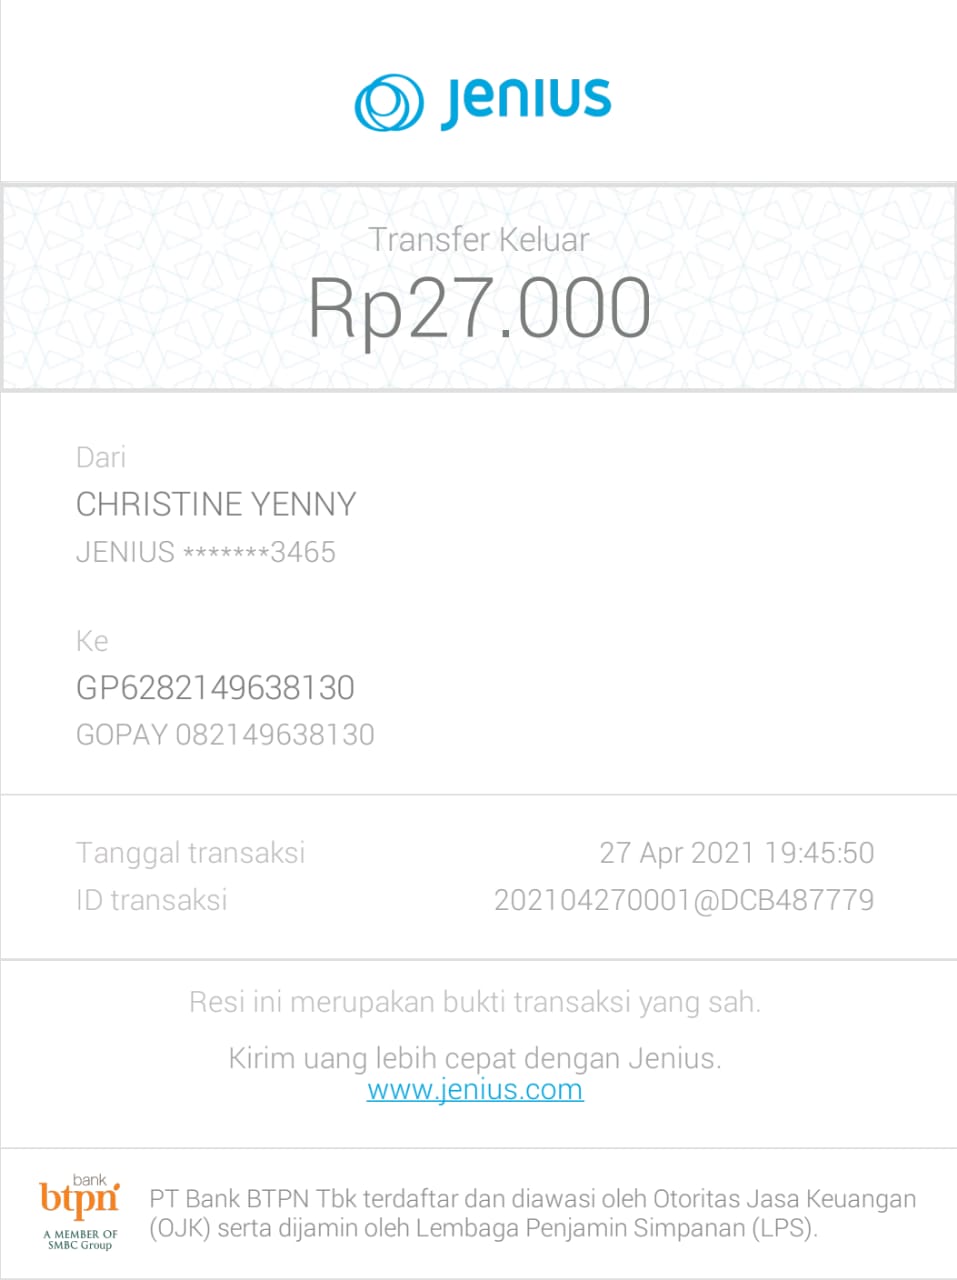 jenius
Transfer Keluar
Rp27.000
Dari
CHRISTINE YENNY
JENIUS *******3465
Ke
GP6282149638130
GOPAY 082149638130
Tanggal transaksi 27 Apr 2021 19:45:50
ID transaksi 202104270001@DCB487779
Resi ini merupakan bukti transaksi yang sah.
Kirim uang lebih cepat dengan Jenius.
www.jenius.com
bank
btpn
A MEMBER OF
SMBC Group
PT Bank BTPN Tbk terdaftar dan diawasi oleh Otoritas Jasa Keuangan
(OJK) serta dijamin oleh Lembaga Penjamin Simpanan (LPS).